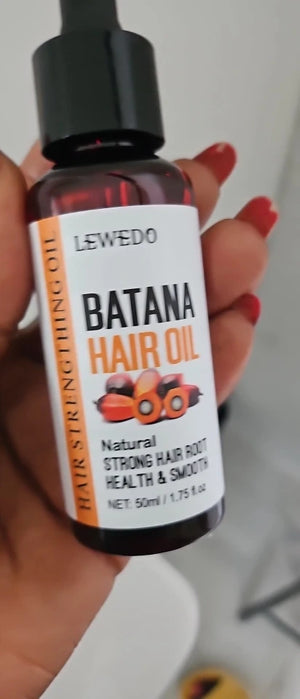 LEWEDO
BATANA
HAIR OIL
Natural
STRONG HAIR ROOT
HEALTH & SMOOTH
NET: 50ml / 1.75 fl.oz
HAIR STRENGTHING OIL